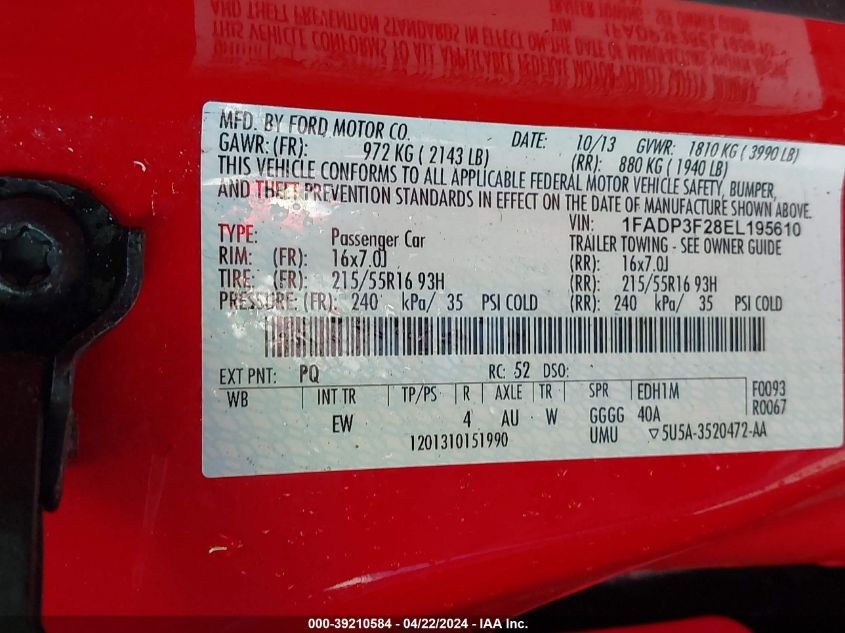 MFD. BY FORD MOTOR CO. DATE: 10/13 GVWR: 1810 KG ( 3990 LB)
GAWR: (FR): 972 KG ( 2143 LB) (RR): 880 KG ( 1940 LB)
THIS VEHICLE CONFORMS TO ALL APPLICABLE FEDERAL MOTOR VEHICLE SAFETY, BUMPER,
AND THEFT PREVENTION STANDARDS IN EFFECT ON THE DATE OF MANUFACTURE SHOWN ABOVE.
VIN: 1FADP3F28EL195610
TYPE: Passenger Car TRAILER TOWING - SEE OWNER GUIDE
RIM: (FR): 16x7.0J (RR): 16x7.0J
TIRE: (FR): 215/55R16 93H (RR): 215/55R16 93H
PRESSURE: (FR): 240 kPa/ 35 PSI COLD (RR): 240 kPa/ 35 PSI COLD
EXT PNT: PQ RC: 52 DSO:
WB INT TR TP/PS R AXLE TR SPR EDH1M F0093
EW 4 AU W GGGG 40A R0067
1201310151990 UMU ▽5U5A-3520472-AA
000-39210584 - 04/22/2024 - COPYRIGHT © 2024 IAA, INC.